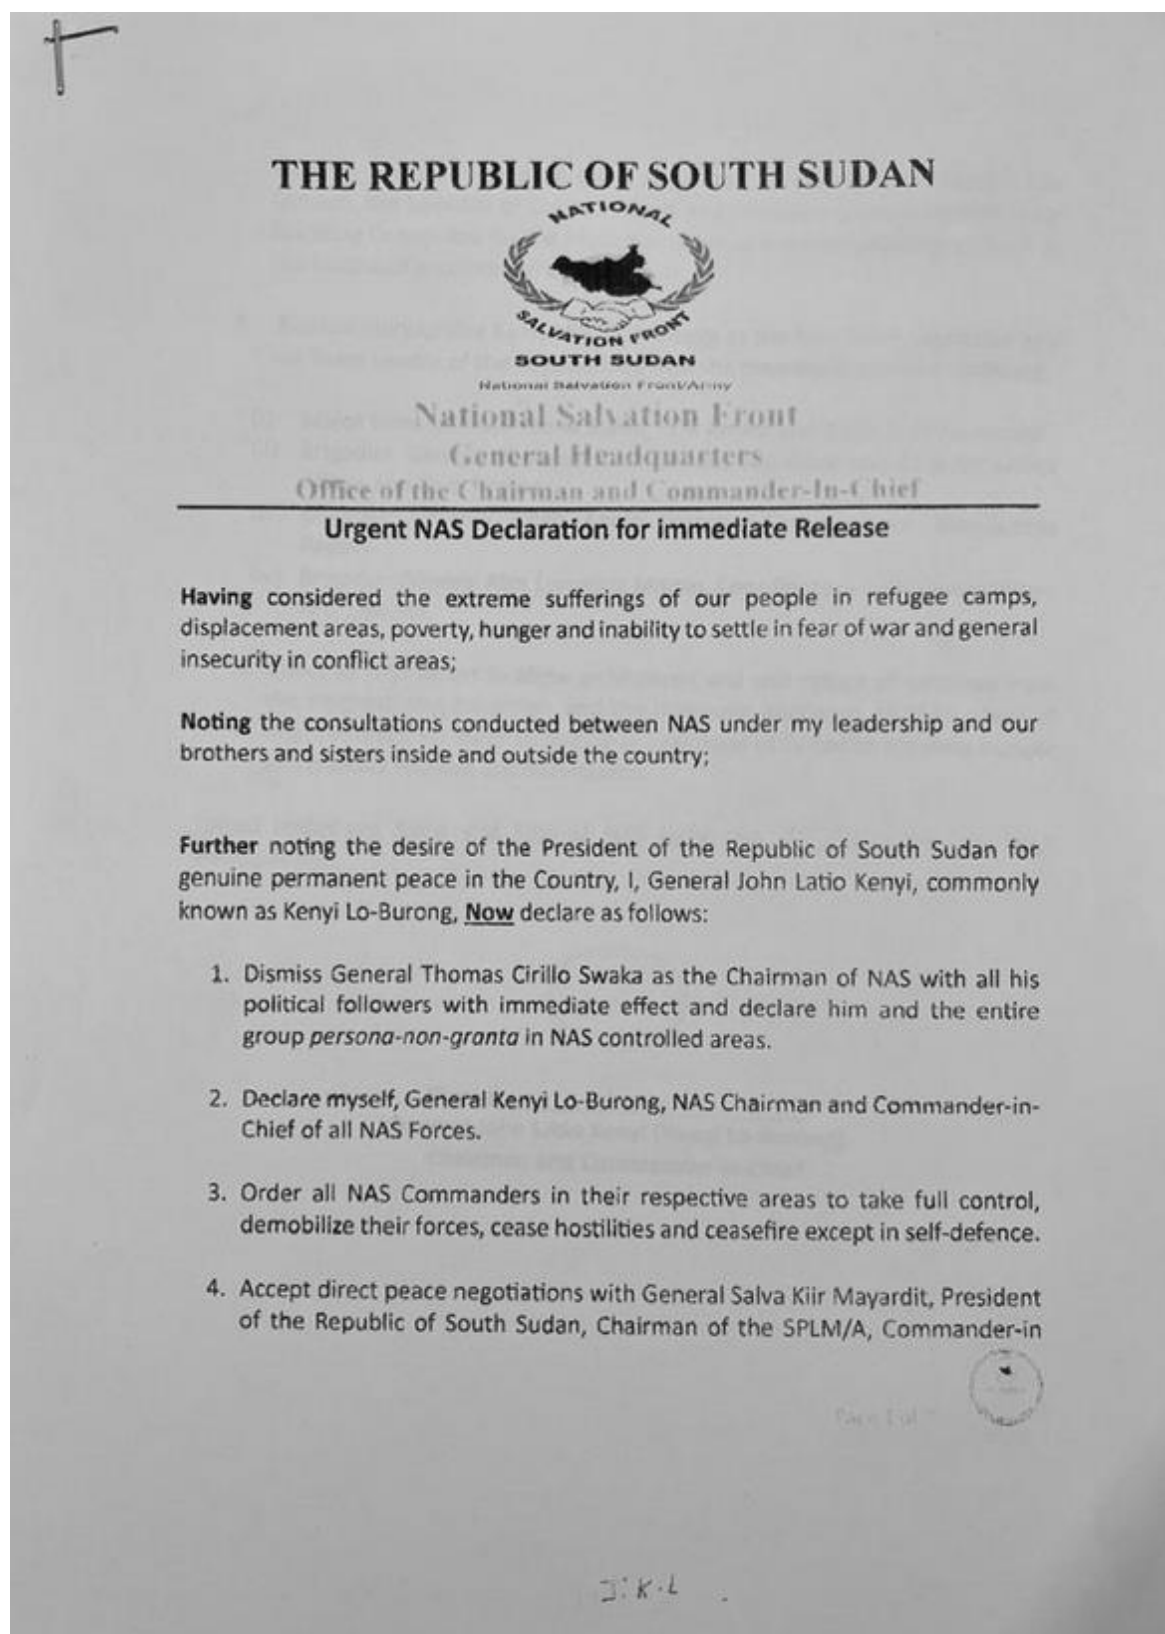 THE REPUBLIC OF SOUTH SUDAN
NATIONAL
SALVATION FRONT
SOUTH SUDAN
National Salvation Front/Army
National Salvation Front
General Headquarters
Office of the Chairman and Commander-In-Chief
Urgent NAS Declaration for immediate Release
Having considered the extreme sufferings of our people in refugee camps,
displacement areas, poverty, hunger and inability to settle in fear of war and general
insecurity in conflict areas;
Noting the consultations conducted between NAS under my leadership and our
brothers and sisters inside and outside the country;
Further noting the desire of the President of the Republic of South Sudan for
genuine permanent peace in the Country, I, General John Latio Kenyi, commonly
known as Kenyi Lo-Burong, Now declare as follows:
1. Dismiss General Thomas Cirillo Swaka as the Chairman of NAS with all his
political followers with immediate effect and declare him and the entire
group persona-non-granta in NAS controlled areas.
2. Declare myself, General Kenyi Lo-Burong, NAS Chairman and Commander-in-
Chief of all NAS Forces.
3. Order all NAS Commanders in their respective areas to take full control,
demobilize their forces, cease hostilities and ceasefire except in self-defence.
4. Accept direct peace negotiations with General Salva Kiir Mayardit, President
of the Republic of South Sudan, Chairman of the SPLM/A, Commander-in
Page 1 of
J.K.L